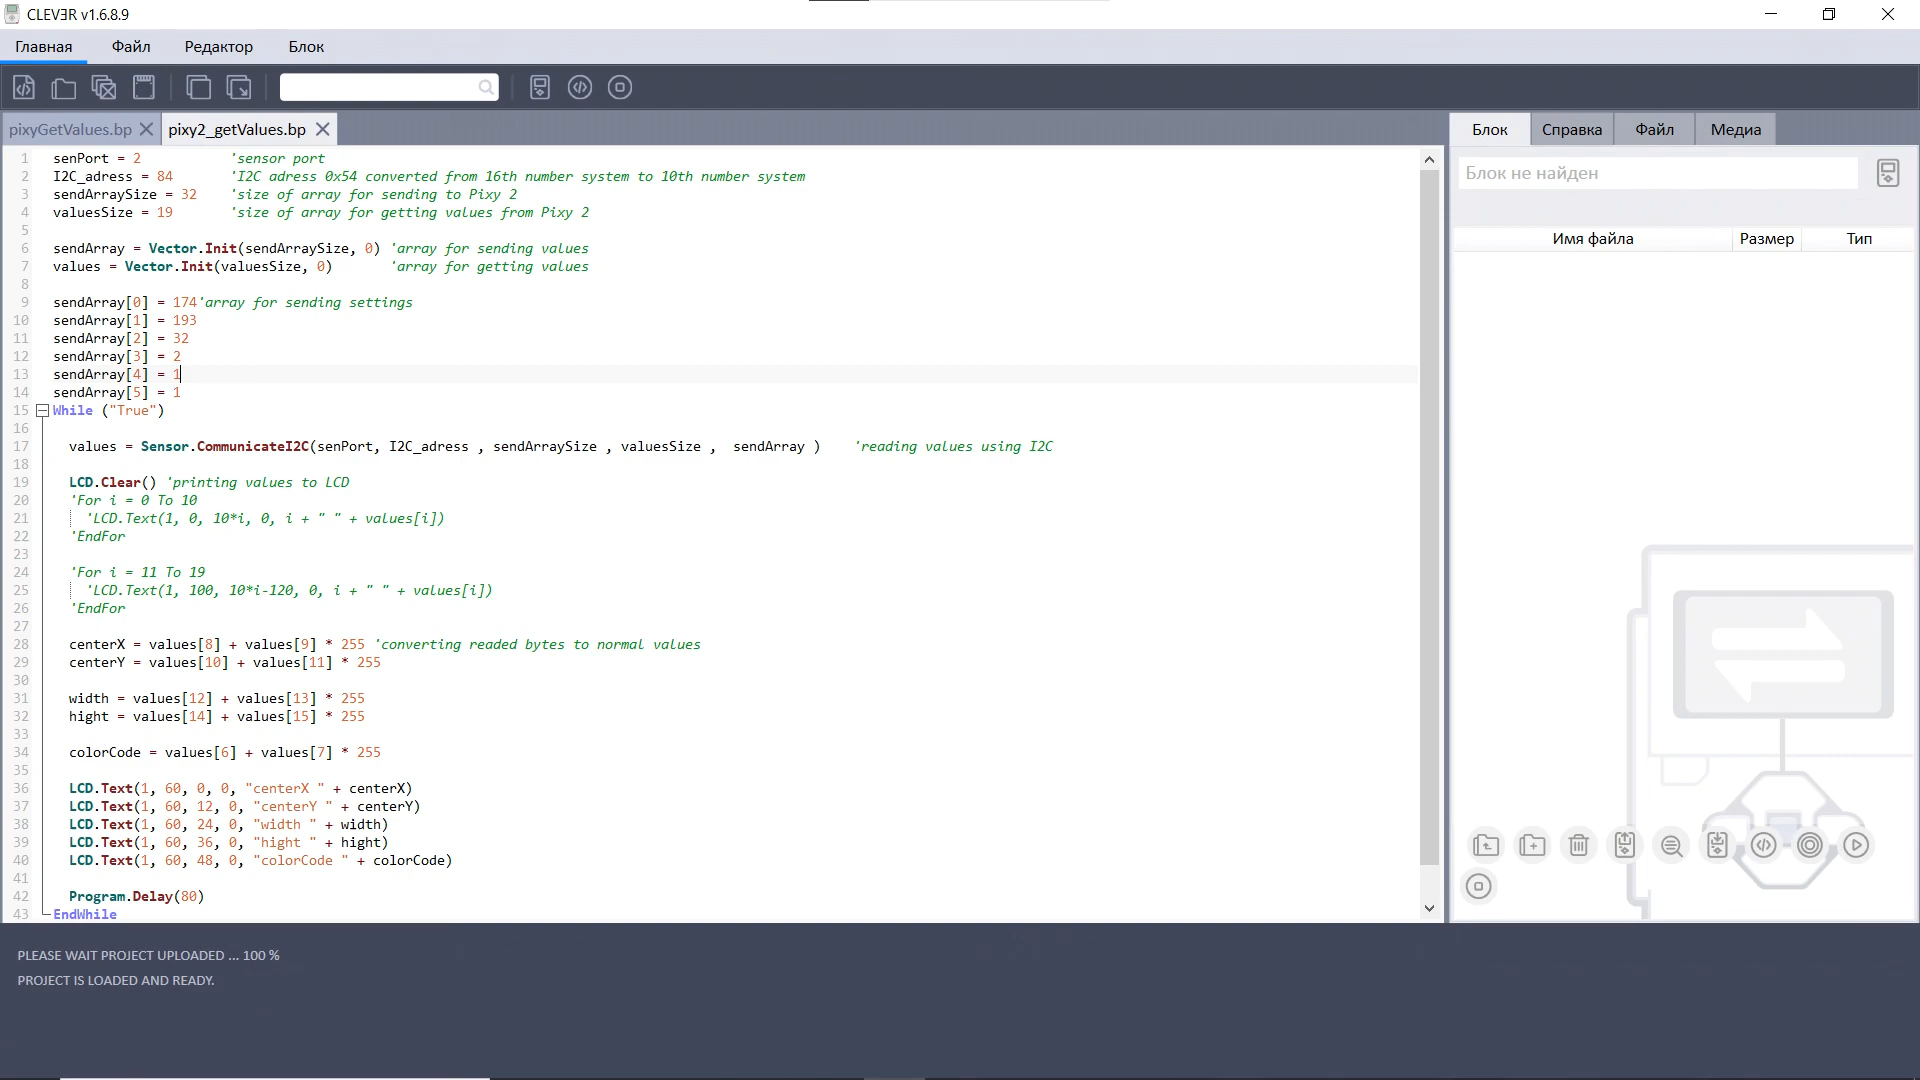 CLEVƎR v1.6.8.9
Главная Файл Редактор Блок
pixyGetValues.bp pixy2_getValues.bp
1 senPort = 2 'sensor port
2 I2C_adress = 84 'I2C adress 0x54 converted from 16th number system to 10th number system
3 sendArraySize = 32 'size of array for sending to Pixy 2
4 valuesSize = 19 'size of array for getting values from Pixy 2
5
6 sendArray = Vector.Init(sendArraySize, 0) 'array for sending values
7 values = Vector.Init(valuesSize, 0) 'array for getting values
8
9 sendArray[0] = 174'array for sending settings
10 sendArray[1] = 193
11 sendArray[2] = 32
12 sendArray[3] = 2
13 sendArray[4] = 1
14 sendArray[5] = 1
15 While ("True")
16
17 values = Sensor.CommunicateI2C(senPort, I2C_adress , sendArraySize , valuesSize , sendArray ) 'reading values using I2C
18
19 LCD.Clear() 'printing values to LCD
20 'For i = 0 To 10
21 'LCD.Text(1, 0, 10*i, 0, i + " " + values[i])
22 'EndFor
23
24 'For i = 11 To 19
25 'LCD.Text(1, 100, 10*i-120, 0, i + " " + values[i])
26 'EndFor
27
28 centerX = values[8] + values[9] * 255 'converting readed bytes to normal values
29 centerY = values[10] + values[11] * 255
30
31 width = values[12] + values[13] * 255
32 hight = values[14] + values[15] * 255
33
34 colorCode = values[6] + values[7] * 255
35
36 LCD.Text(1, 60, 0, 0, "centerX " + centerX)
37 LCD.Text(1, 60, 12, 0, "centerY " + centerY)
38 LCD.Text(1, 60, 24, 0, "width " + width)
39 LCD.Text(1, 60, 36, 0, "hight " + hight)
40 LCD.Text(1, 60, 48, 0, "colorCode " + colorCode)
41
42 Program.Delay(80)
43 EndWhile
Блок Справка Файл Медиа
Блок не найден
Имя файла Размер Тип
PLEASE WAIT PROJECT UPLOADED ... 100 %
PROJECT IS LOADED AND READY.